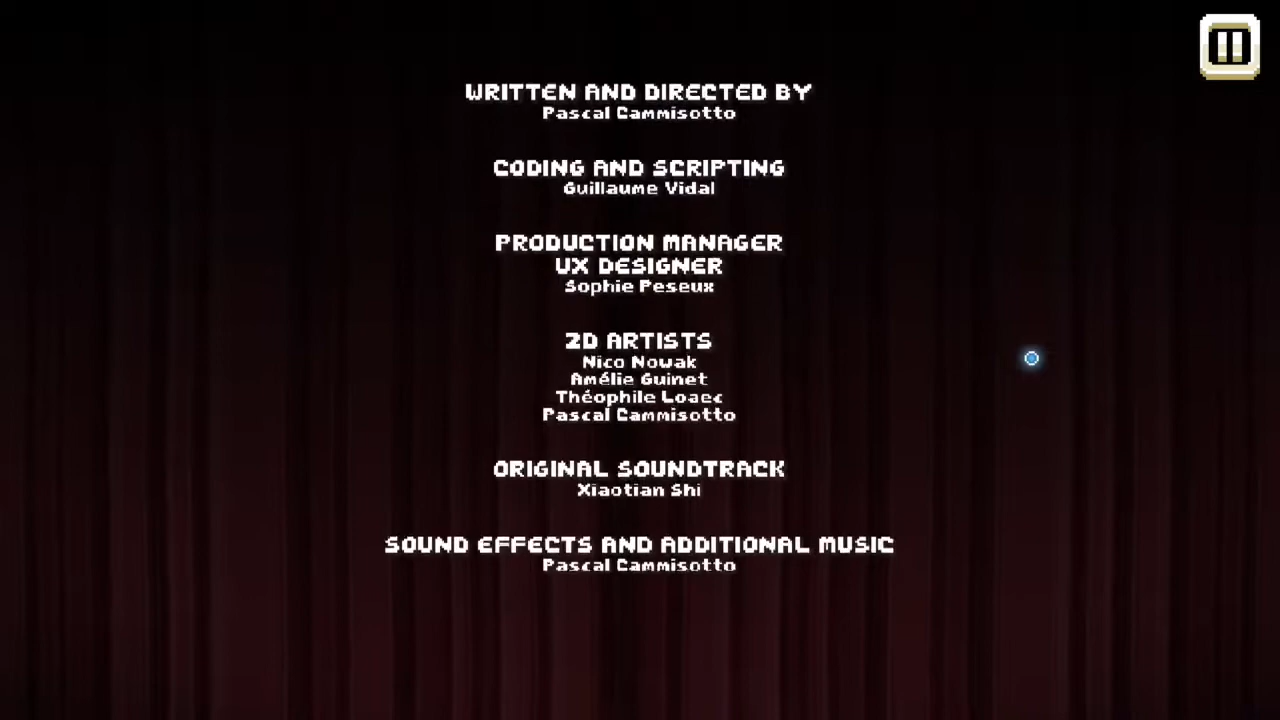 WRITTEN AND DIRECTED BY
Pascal Cammisotto
CODING AND SCRIPTING
Guillaume Vidal
PRODUCTION MANAGER
UX DESIGNER
Sophie Peseux
2D ARTISTS
Nico Nowak
Amélie Guinet
Théophile Loaec
Pascal Cammisotto
ORIGINAL SOUNDTRACK
Xiaotian Shi
SOUND EFFECTS AND ADDITIONAL MUSIC
Pascal Cammisotto